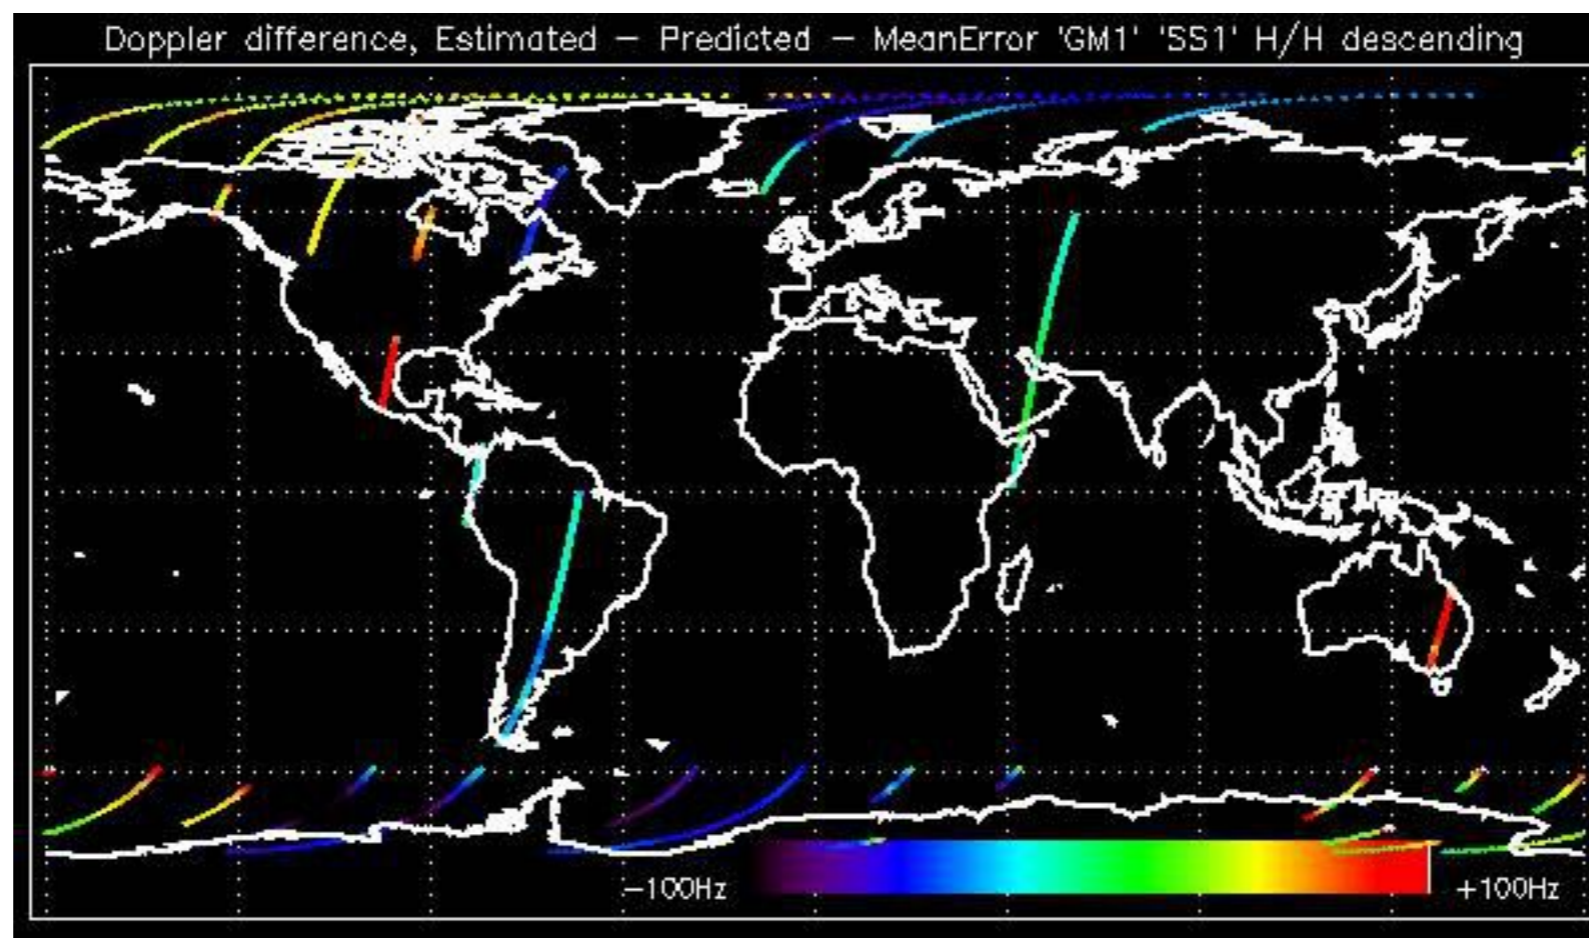 Doppler difference, Estimated – Predicted – MeanError 'GM1' 'SS1' H/H descending
–100Hz
+100Hz